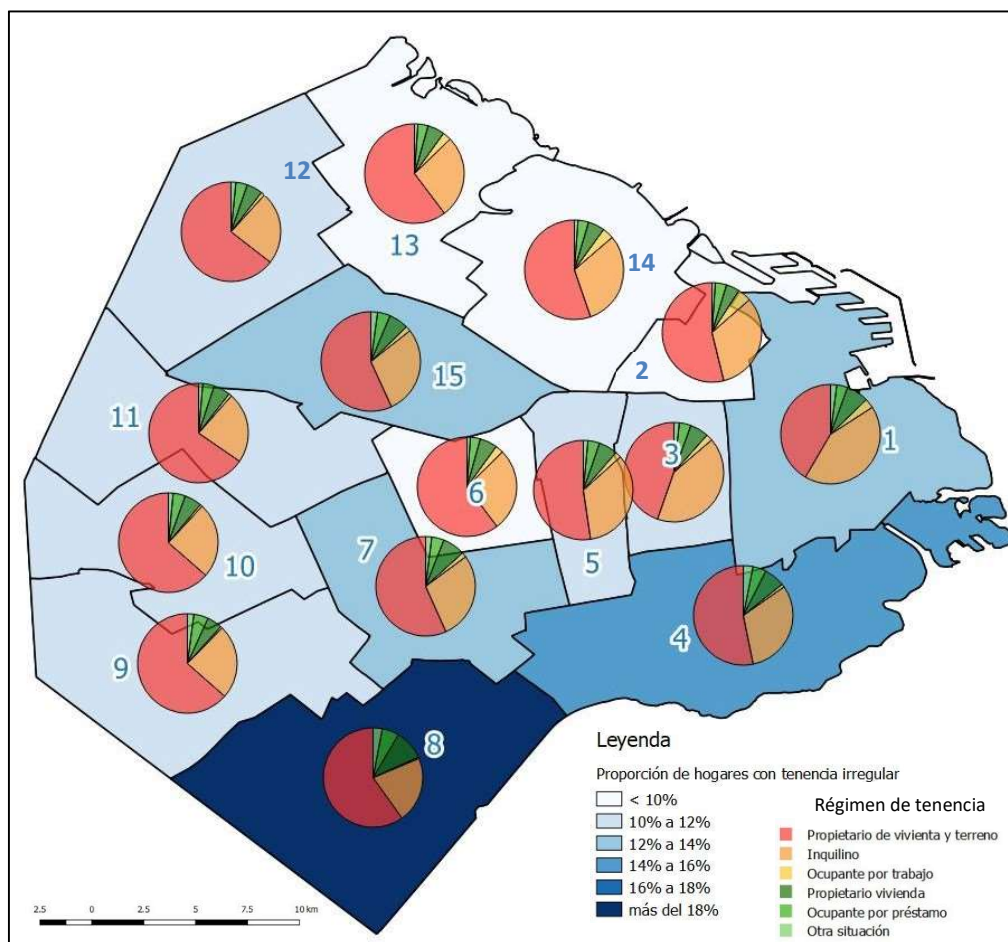 12
13
14
2
15
11
1
3
6
7
5
10
4
9
8
Leyenda
Proporción de hogares con tenencia irregular
< 10%
10% a 12%
12% a 14%
14% a 16%
16% a 18%
más del 18%
Régimen de tenencia
Propietario de vivienta y terreno
Inquilino
Ocupante por trabajo
Propietario vivienda
Ocupante por préstamo
Otra situación
2.5 0 2.5 5 7.5 10 km